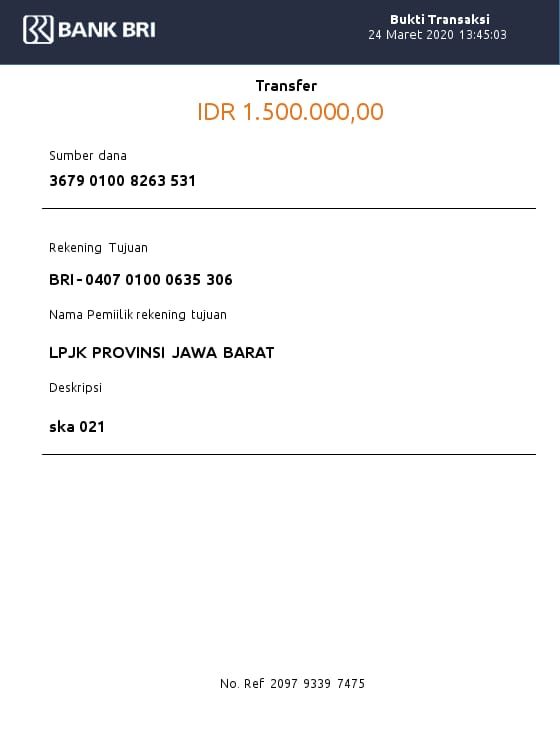 BANK BRI
Bukti Transaksi
24 Maret 2020 13:45:03
Transfer
IDR 1.500.000,00
Sumber dana
3679 0100 8263 531
Rekening Tujuan
BRI - 0407 0100 0635 306
Nama Pemiilik rekening tujuan
LPJK PROVINSI JAWA BARAT
Deskripsi
ska 021
No. Ref 2097 9339 7475